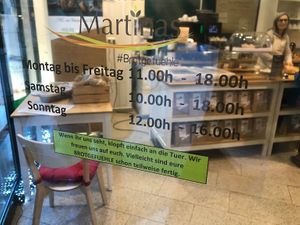 Martinas
#Brotgefuehle
Montag bis Freitag 11.00h - 18.00h
Samstag 10.00h - 18.00h
Sonntag 12.00h - 16.00h
Wenn ihr uns seht, klopft einfach an die Tuer. Wir
freuen uns auf euch. Vielleicht sind eure
BROTGEFUEHLE schon teilweise fertig.